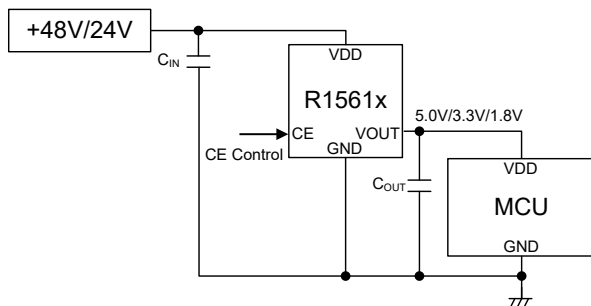 +48V/24V
CIN
VDD
R1561x
CE
VOUT
GND
CE Control
5.0V/3.3V/1.8V
COUT
VDD
MCU
GND